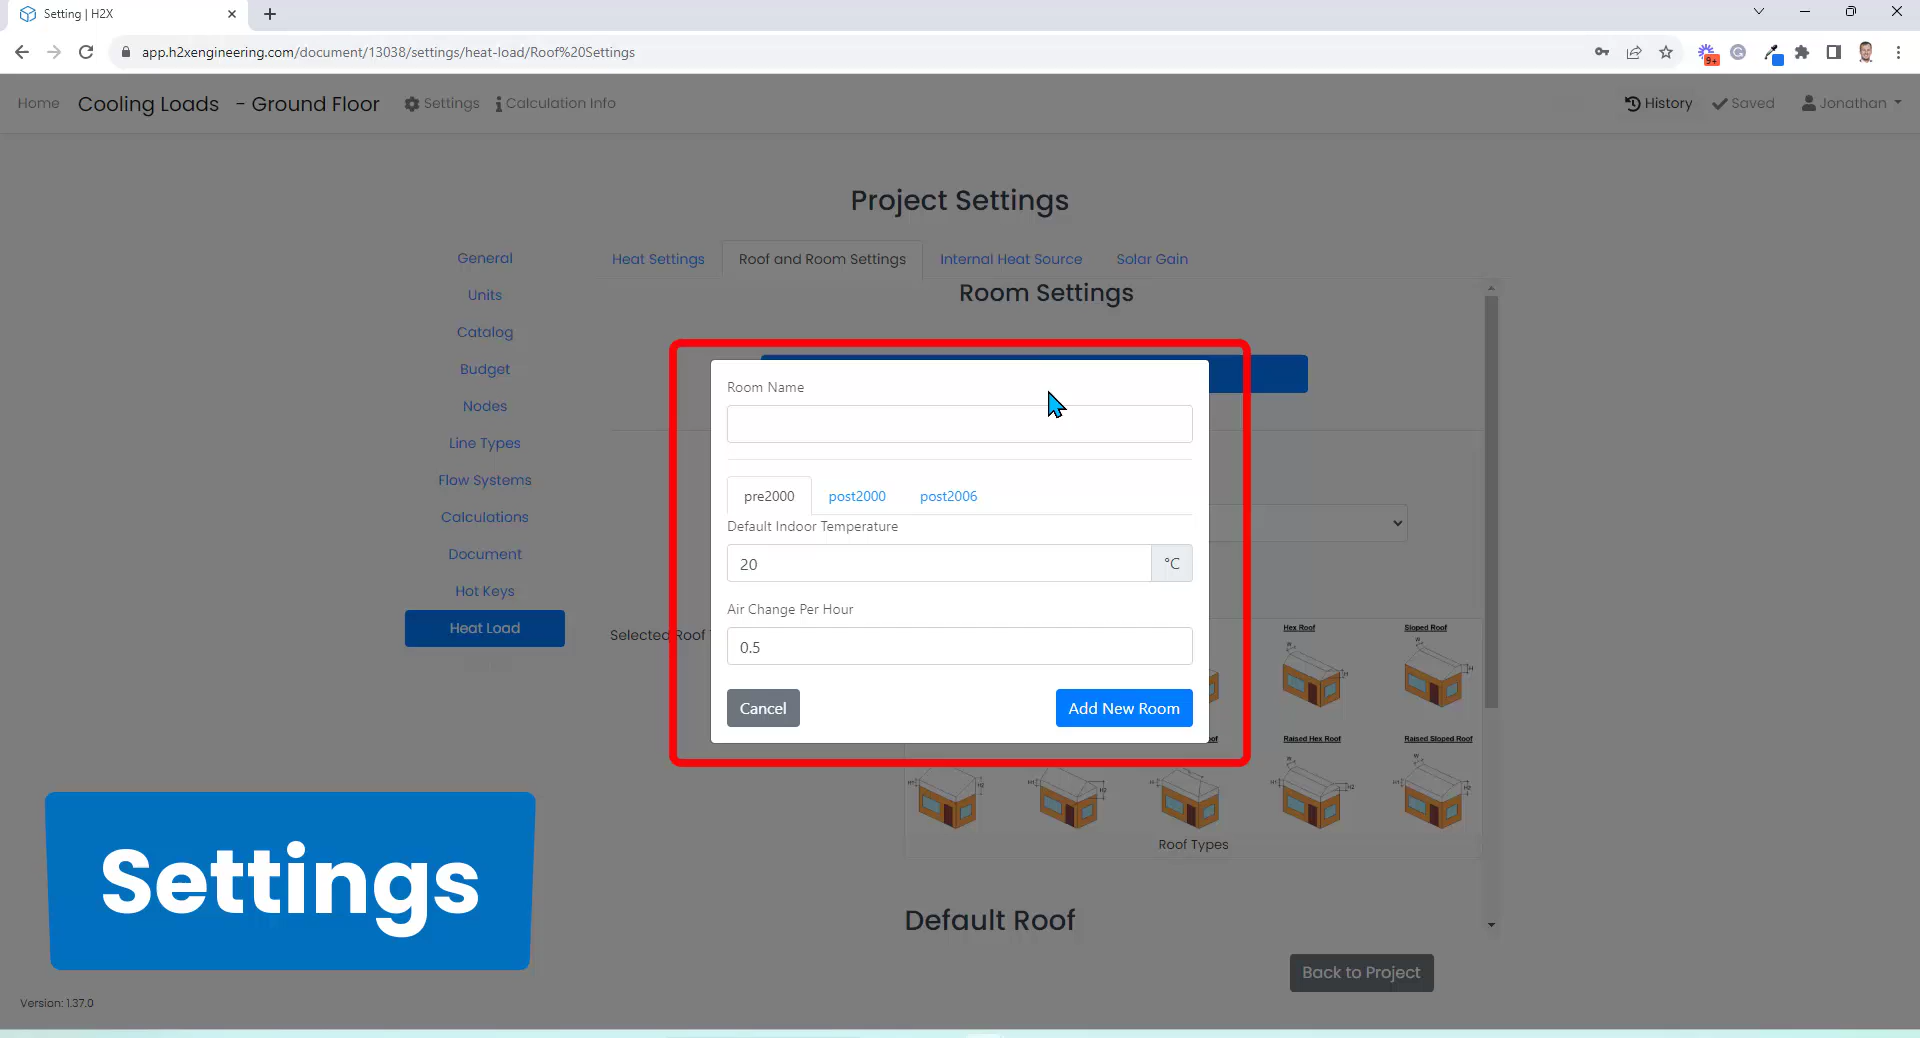 Setting | H2X
app.h2xengineering.com/document/13038/settings/heat-load/Roof%20Settings
9+
Home
Cooling Loads - Ground Floor
Settings
Calculation Info
History
Saved
Jonathan
Project Settings
General
Units
Catalog
Budget
Nodes
Line Types
Flow Systems
Calculations
Document
Hot Keys
Heat Load
Heat Settings
Roof and Room Settings
Internal Heat Source
Solar Gain
Room Settings
Room Name
pre2000
post2000
post2006
Default Indoor Temperature
20
°C
Air Change Per Hour
0.5
Cancel
Add New Room
Selected Roof
Hex Roof
Sloped Roof
Raised Hex Roof
Raised Sloped Roof
Roof Types
Default Roof
Back to Project
Settings
Version: 1.37.0